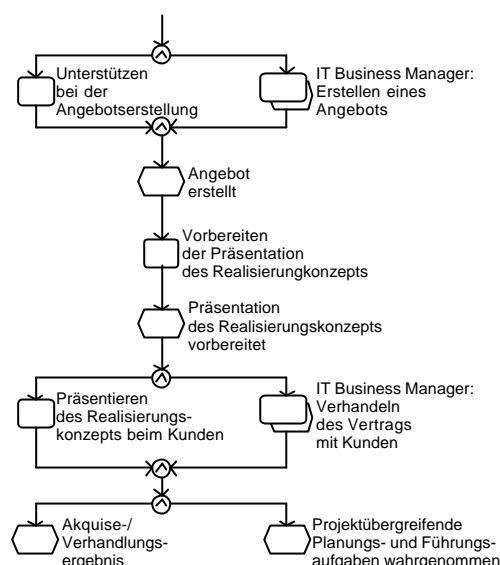 Unterstützen
bei der
Angebotserstellung
IT Business Manager:
Erstellen eines
Angebots
Angebot
erstellt
Vorbereiten
der Präsentation
des Realisierungkonzepts
Präsentation
des Realisierungskonzepts
vorbereitet
Präsentieren
des Realisierungs-
konzepts beim Kunden
IT Business Manager:
Verhandeln
des Vertrags
mit Kunden
Akquise-/
Verhandlungs-
ergebnis
Projektübergreifende
Planungs- und Führungs-
aufgaben wahrgenommen